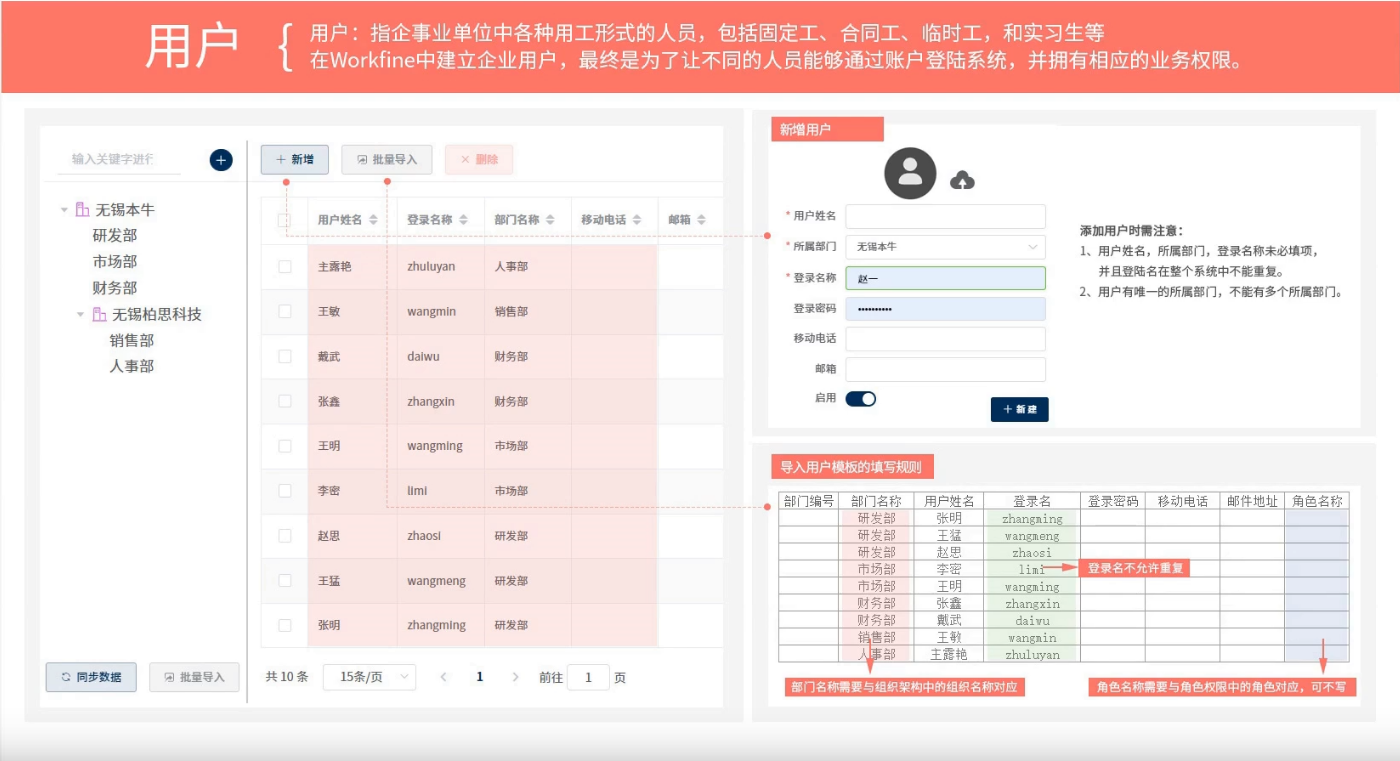 用户
用户：指企事业单位中各种用工形式的人员，包括固定工、合同工、临时工，和实习生等
在Workfine中建立企业用户，最终是为了让不同的人员能够通过账户登陆系统，并拥有相应的业务权限。
输入关键字进行
无锡本牛
研发部
市场部
财务部
无锡柏思科技
销售部
人事部
同步数据 批量导入
新增 批量导入 × 删除
用户姓名 登录名称 部门名称 移动电话 邮箱
主露艳 zhuluyan 人事部
王敏 wangmin 销售部
戴武 daiwu 财务部
张鑫 zhangxin 财务部
王明 wangming 市场部
李密 limi 市场部
赵思 zhaosi 研发部
王猛 wangmeng 研发部
张明 zhangming 研发部
共 10 条 15条/页 < 1 > 前往 1 页
新增用户
* 用户姓名
* 所属部门 无锡本牛
* 登录名称 赵一
登录密码 ••••••••••
移动电话
邮箱
启用
+ 新建
添加用户时需注意：
1、用户姓名，所属部门，登录名称未必填项，
并且登陆名在整个系统中不能重复。
2、用户有唯一的所属部门，不能有多个所属部门。
导入用户模板的填写规则
部门编号 部门名称 用户姓名 登录名 登录密码 移动电话 邮件地址 角色名称
研发部 张明 zhangming
研发部 王猛 wangmeng
研发部 赵思 zhaosi
市场部 李密 limi
登录名不允许重复
市场部 王明 wangming
财务部 张鑫 zhangxin
财务部 戴武 daiwu
销售部 王敏 wangmin
人事部 主露艳 zhuluyan
部门名称需要与组织架构中的组织名称对应
角色名称需要与角色权限中的角色对应，可不写